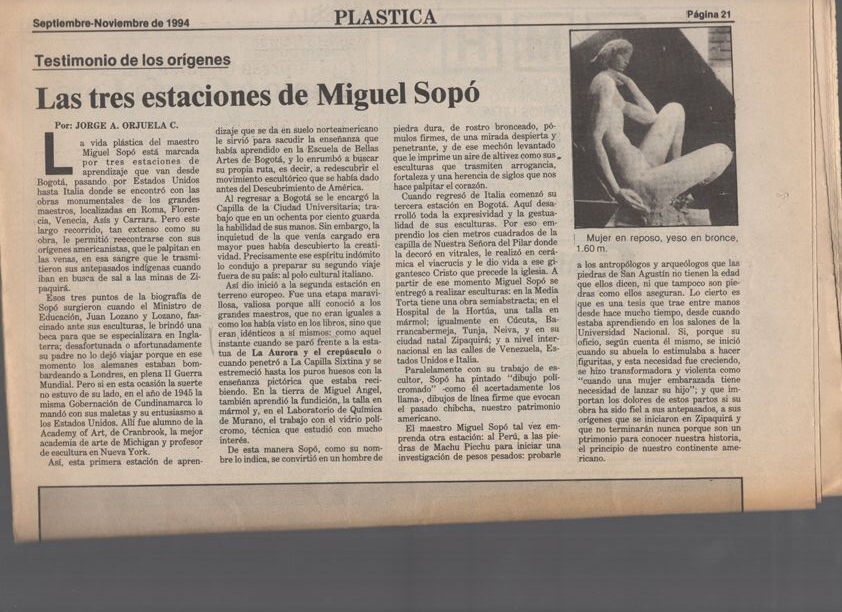 Septiembre-Noviembre de 1994
PLASTICA
Página 21
Testimonio de los orígenes
Las tres estaciones de Miguel Sopó
Por: JORGE A. ORJUELA C.
La vida plástica del maestro
Miguel Sopó está marcada
por tres estaciones de
aprendizaje que van desde
Bogotá, pasando por Estados Unidos
hasta Italia donde se encontró con las
obras monumentales de los grandes
maestros, localizadas en Roma, Floren-
cia, Venecia, Asís y Carrara. Pero este
largo recorrido, tan extenso como su
obra, le permitió reencontrarse con sus
orígenes americanistas, que le palpitan en
las venas, en esa sangre que le trasmi-
tieron sus antepasados indígenas cuando
iban en busca de sal a las minas de Zi-
paquirá.
Esos tres puntos de la biografía de
Sopó surgieron cuando el Ministro de
Educación, Juan Lozano y Lozano, fas-
cinado ante sus esculturas, le brindó una
beca para que se especializara en Ingla-
terra; desafortunada o afortunadamente
su padre no lo dejó viajar porque en ese
momento los alemanes estaban bom-
bardeando a Londres, en plena II Guerra
Mundial. Pero si en esta ocasión la suerte
no estuvo de su lado, en el año de 1945 la
misma Gobernación de Cundinamarca lo
mandó con sus maletas y su entusiasmo a
los Estados Unidos. Allí fue alumno de la
Academy of Art, de Cranbrook, la mejor
academia de arte de Michigan y profesor
de escultura en Nueva York.
Así, esta primera estación de apren-
dizaje que se da en suelo norteamericano
le sirvió para sacudir la enseñanza que
había aprendido en la Escuela de Bellas
Artes de Bogotá, y lo enrumbó a buscar
su propia ruta, es decir, a redescubrir el
movimiento escultórico que se había dado
antes del Descubrimiento de América.
Al regresar a Bogotá se le encargó la
Capilla de la Ciudad Universitaria; tra-
bajo que en un ochenta por ciento guarda
la habilidad de sus manos. Sin embargo, la
inquietud de la que venía cargado era
mayor pues había descubierto la creati-
vidad. Precisamente ese espíritu indómito
lo condujo a preparar su segundo viaje
fuera de su país: al polo cultural italiano.
Así dio inició a la segunda estación en
terreno europeo. Fue una etapa maravi-
llosa, valiosa porque allí conoció a los
grandes maestros, que no eran iguales a
como los había visto en los libros, sino que
eran idénticos a sí mismos: como aquel
instante cuando se paró frente a la esta-
tua de La Aurora y el crepúsculo o
cuando penetró a La Capilla Sixtina y se
estremeció hasta los puros huesos con la
enseñanza pictórica que estaba reci-
biendo. En la tierra de Miguel Angel,
también aprendió la fundición, la talla en
mármol y, en el Laboratorio de Química
de Murano, el trabajo con el vidrio polí-
cromo, técnica que estudió con mucho
interés.
De esta manera Sopó, como su nom-
bre lo indica, se convirtió en un hombre de
piedra dura, de rostro bronceado, pó-
mulos firmes, de una mirada despierta y
penetrante, y de ese mechón levantado
que le imprime un aire de altivez como sus
esculturas que trasmiten arrogancia,
fortaleza y una herencia de siglos que nos
hace palpitar el corazón.
Cuando regresó de Italia comenzó su
tercera estación en Bogotá. Aquí desa-
rrolló toda la expresividad y la gestua-
lidad de sus esculturas. Por eso em-
prendio los cien metros cuadrados de la
capilla de Nuestra Señora del Pilar donde
la decoró en vitrales, le realizó en cerá-
mica el viacrucis y le dio vida a ese gi-
gantesco Cristo que precede la iglesia. A
partir de ese momento Miguel Sopó se
entregó a realizar esculturas: en la Media
Torta tiene una obra semiabstracta; en el
Hospital de la Hortúa, una talla en
mármol; igualmente en Cúcuta, Ba-
rrancabermeja, Tunja, Neiva, y en su
ciudad natal Zipaquirá; y a nivel inter-
nacional en las calles de Venezuela, Es-
tados Unidos e Italia.
Paralelamente con su trabajo de es-
cultor, Sopó ha pintado "dibujo polí-
cromado" -como él acertadamente los
llama-, dibujos de línea firme que evocan
el pasado chibcha, nuestro patrimonio
americano.
El maestro Miguel Sopó tal vez em-
prenda otra estación: al Perú, a las pie-
dras de Machu Picchu para iniciar una
investigación de pesos pesados: probarle
Mujer en reposo, yeso en bronce,
1.60 m.
a los antropólogos y arqueólogos que las
piedras de San Agustín no tienen la edad
que ellos dicen, ni que tampoco son pie-
dras como ellos aseguran. Lo cierto es
que es una tesis que trae entre manos
desde hace mucho tiempo, desde cuando
estaba aprendiendo en los salones de la
Universidad Nacional. Si, porque su
oficio, según cuenta él mismo, se inició
cuando su abuela lo estimulaba a hacer
figuritas, y esta necesidad fue creciendo,
se hizo transformadora y violenta como
"cuando una mujer embarazada tiene
necesidad de lanzar su hijo"; y que im-
portan los dolores de estos partos si su
obra ha sido fiel a sus antepasados, a sus
orígenes que se iniciaron en Zipaquirá y
que no terminarán nunca porque son un
ptrimonio para conocer nuestra historia,
el principio de nuestro continente ame-
ricano.